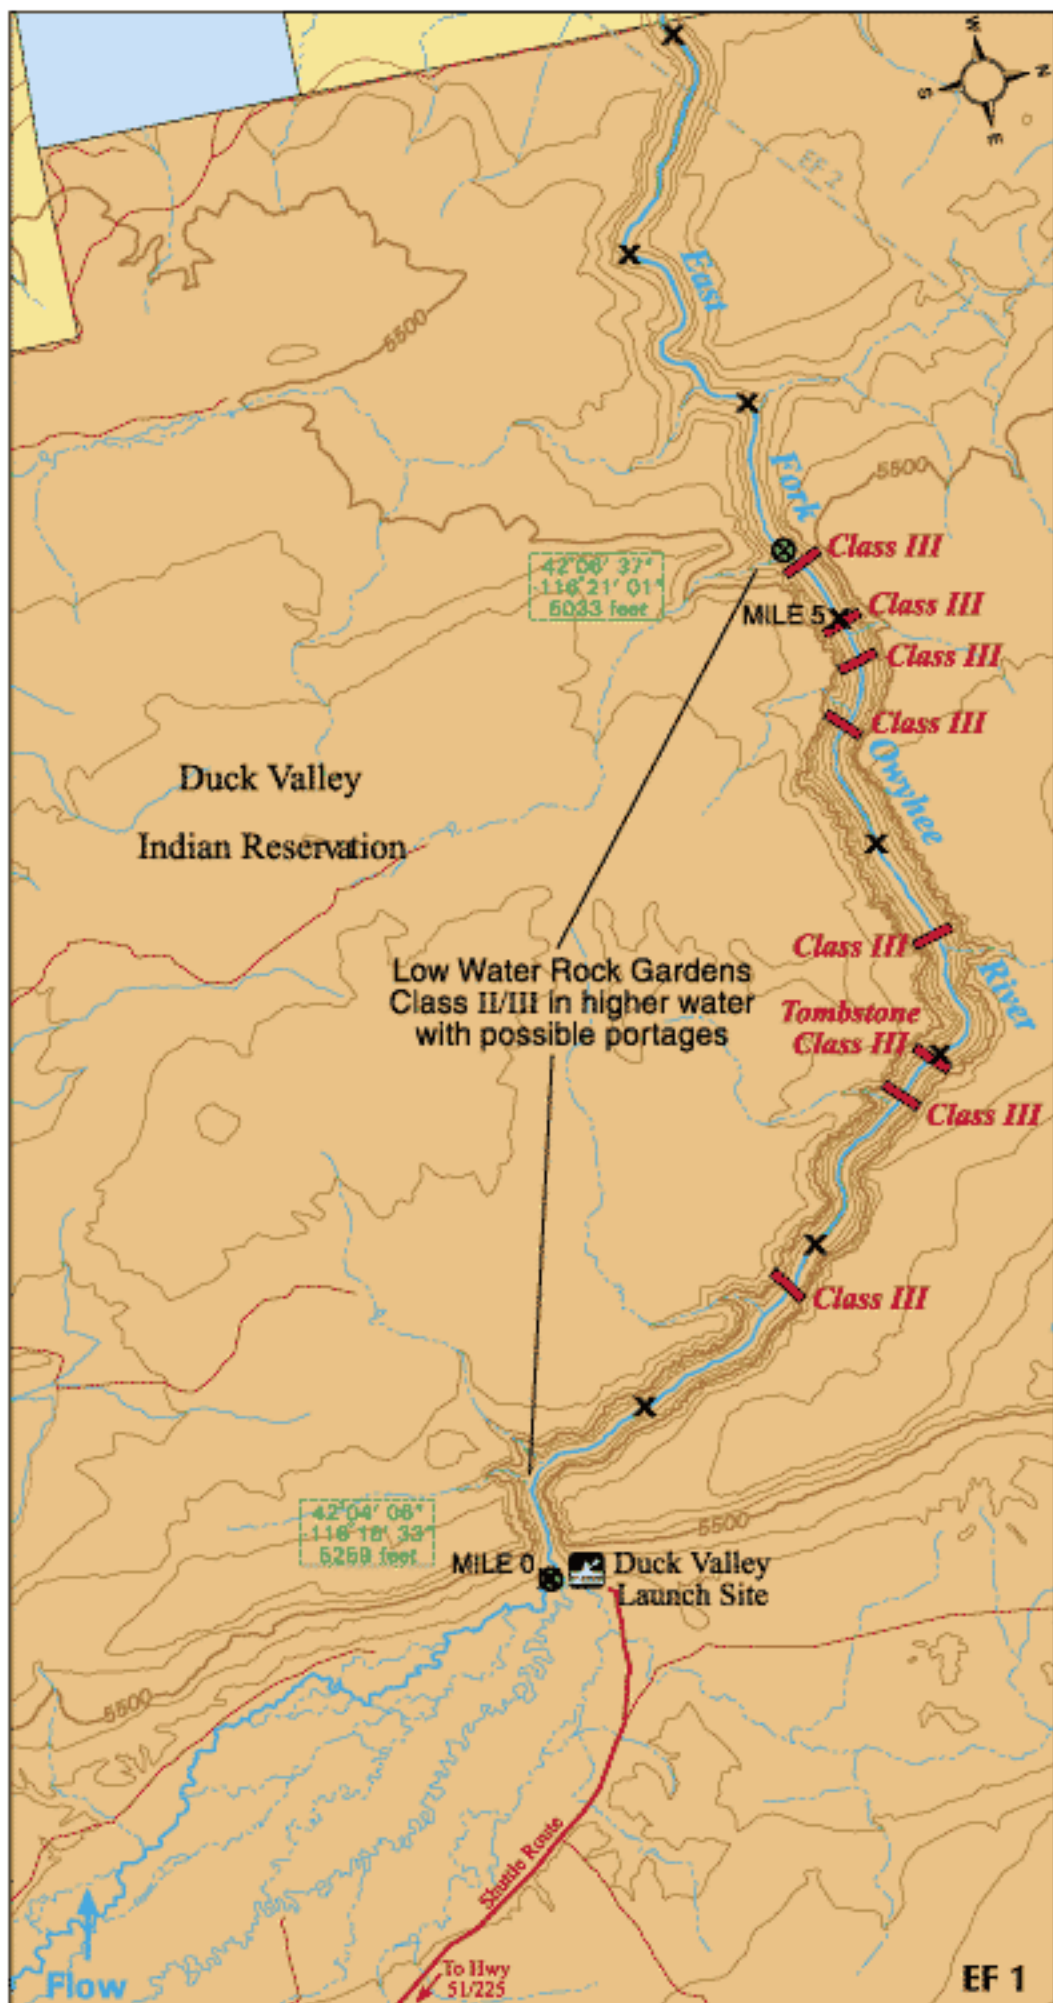 W
N
S
E
EF 2
East
5500
Fork
5500
Class III
42°06' 37"
-116°21' 01"
5033 feet
Class III
MILE 5
Class III
Class III
Owyhee
Duck Valley
Indian Reservation
Class III
Low Water Rock Gardens
Class II/III in higher water
with possible portages
River
Tombstone
Class III
Class III
Class III
5500
42°04' 06"
5259 feet
MILE 0
Duck Valley
Launch Site
5500
Shuttle Route
To Hwy
51/225
Flow
EF 1